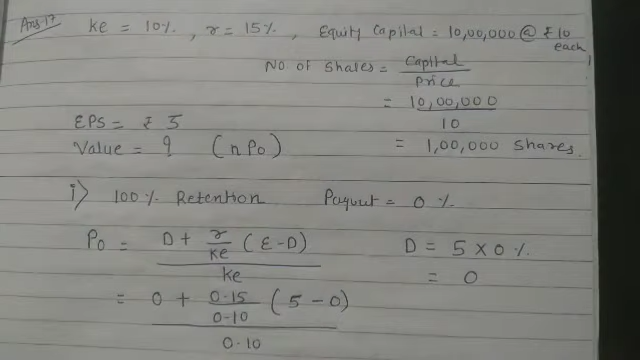 Ans.17 ke = 10% , r = 15% , Equity Capital = 10,00,000 @ ₹10 each
No of Shares = Capital / Price
= 10,00,000 / 10
EPS = ₹ 5
Value = ? (nP0) = 1,00,000 Shares.
i) 100% Retention Payout = 0 %
P0 = D + r/ke (E-D) / ke D = 5 × 0 %
= 0
= 0 + 0.15/0.10 (5 - 0) / 0.10